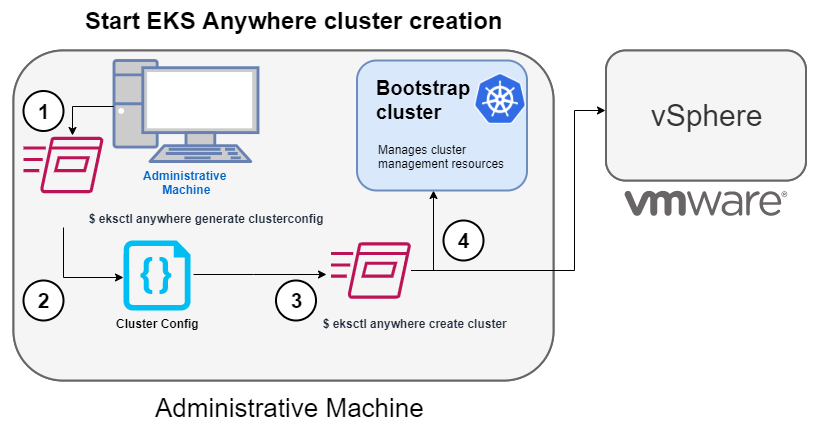 Start EKS Anywhere cluster creation
1
Administrative
Machine
Bootstrap
cluster
Manages cluster
management resources
vSphere
vmware®
$ eksctl anywhere generate clusterconfig
2
{ }
Cluster Config
3
4
$ eksctl anywhere create cluster
Administrative Machine